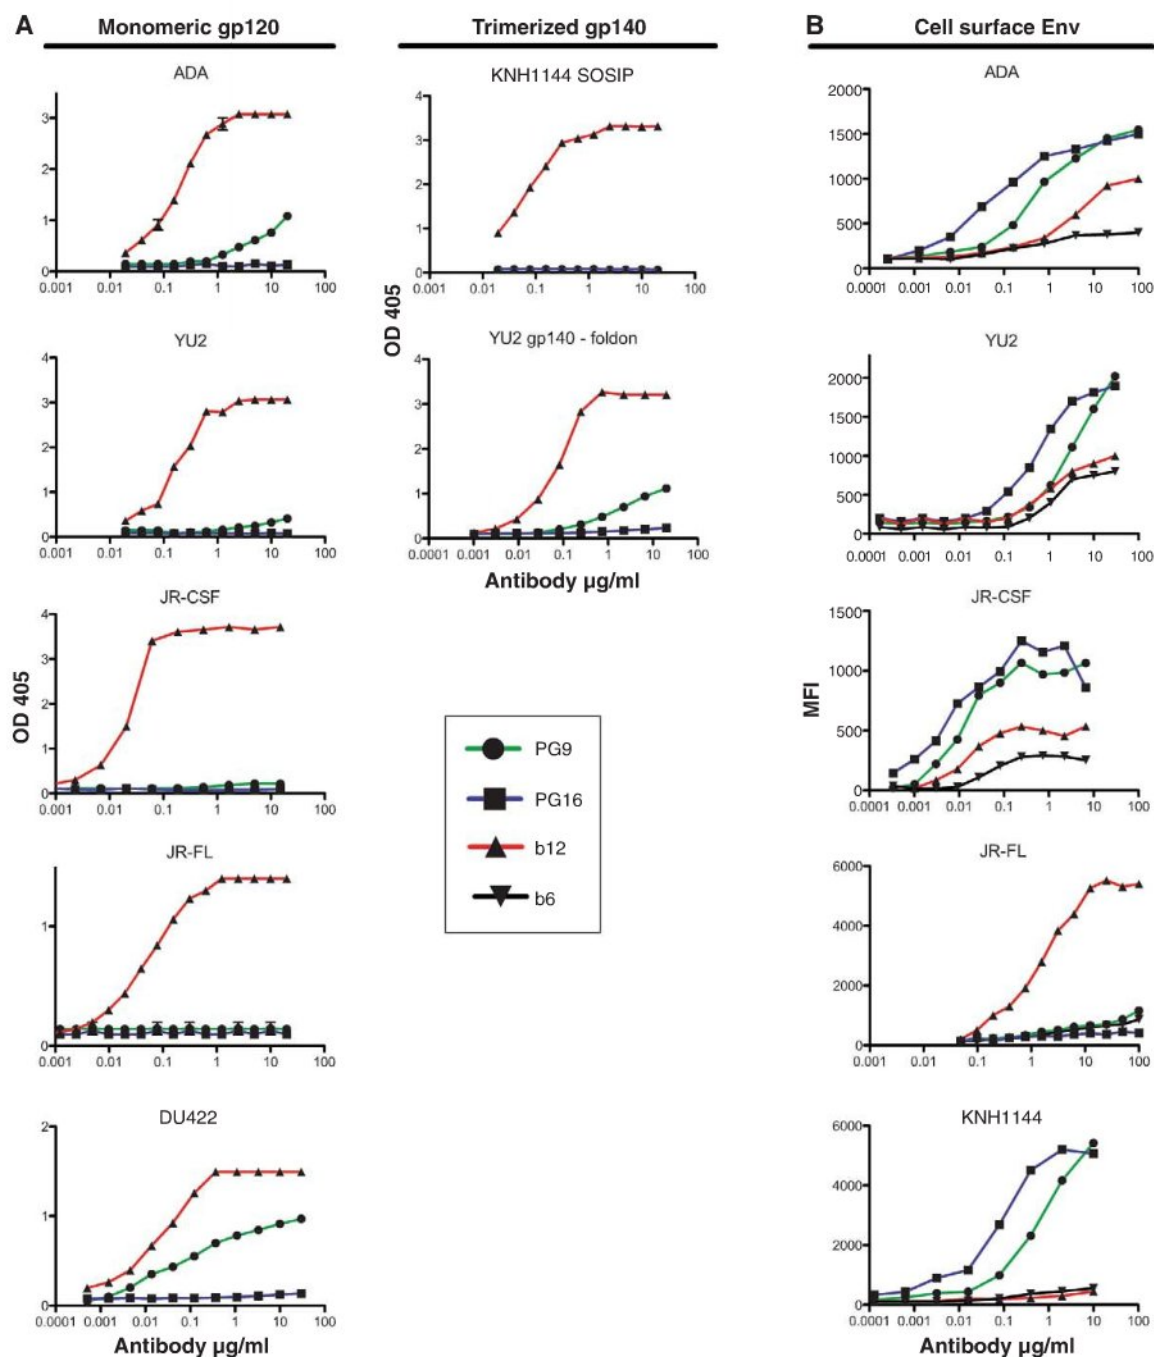 A Monomeric gp120 Trimerized gp140 B Cell surface Env
ADA KNH1144 SOSIP ADA
3
2
1
0
0.001 0.01 0.1 1 10 100
4
3
2
1
0
0.001 0.01 0.1 1 10 100
2000
1500
1000
500
0
0.0001 0.001 0.01 0.1 1 10 100
OD 405
YU2 YU2 gp140 - foldon YU2
4
3
2
1
0
0.001 0.01 0.1 1 10 100
4
3
2
1
0
0.0001 0.001 0.01 0.1 1 10 100
Antibody µg/ml
2000
1500
1000
500
0
0.0001 0.001 0.01 0.1 1 10 100
JR-CSF JR-CSF
OD 405
4
3
2
1
0
0.001 0.01 0.1 1 10 100
PG9
PG16
b12
b6
MFI
1500
1000
500
0
0.0001 0.001 0.01 0.1 1 10 100
JR-FL JR-FL
1
0
0.001 0.01 0.1 1 10 100
6000
4000
2000
0
0.001 0.01 0.1 1 10 100
DU422 KNH1144
2
1
0
0.001 0.01 0.1 1 10 100
Antibody µg/ml
6000
4000
2000
0
0.0001 0.001 0.01 0.1 1 10 100
Antibody µg/ml